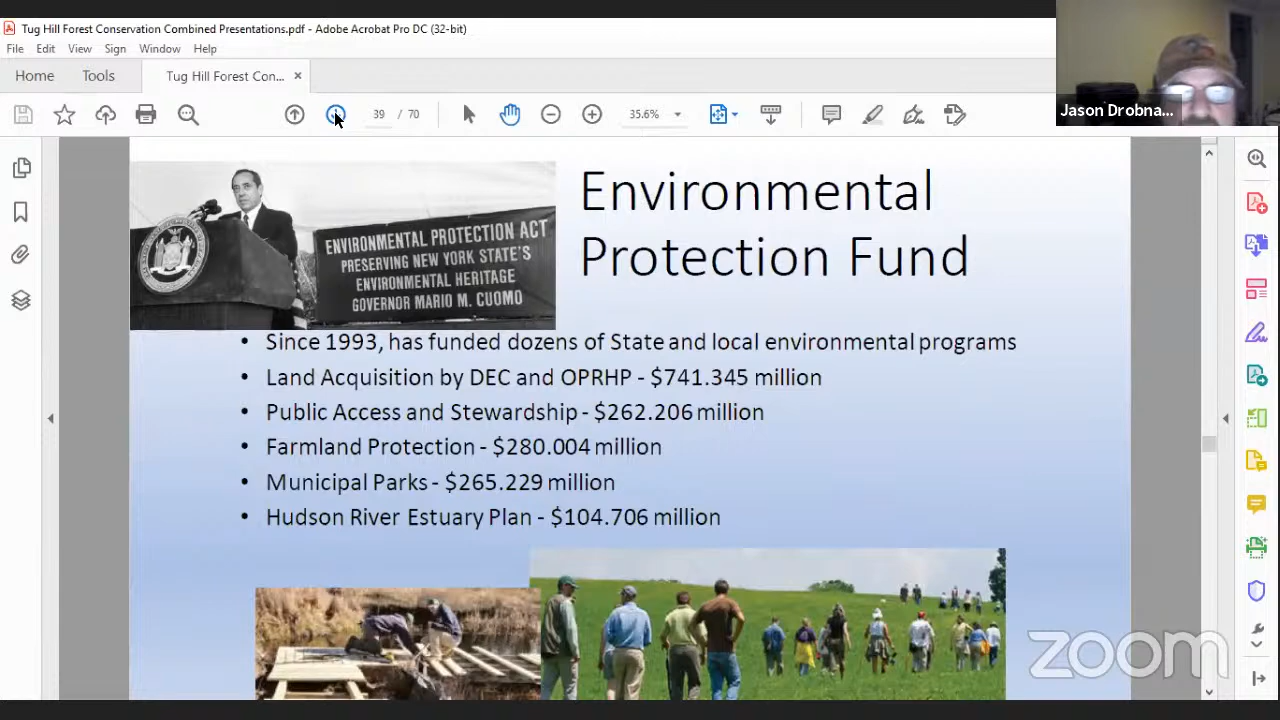 Tug Hill Forest Conservation Combined Presentations.pdf - Adobe Acrobat Pro DC (32-bit)
File Edit View Sign Window Help
Home Tools Tug Hill Forest Con... ×
39 / 70 35.6%
Jason Drobna...
ENVIRONMENTAL PROTECTION ACT
PRESERVING NEW YORK STATE'S
ENVIRONMENTAL HERITAGE
GOVERNOR MARIO M. CUOMO
Environmental
Protection Fund
• Since 1993, has funded dozens of State and local environmental programs
• Land Acquisition by DEC and OPRHP - $741.345 million
• Public Access and Stewardship - $262.206 million
• Farmland Protection - $280.004 million
• Municipal Parks - $265.229 million
• Hudson River Estuary Plan - $104.706 million
zoom